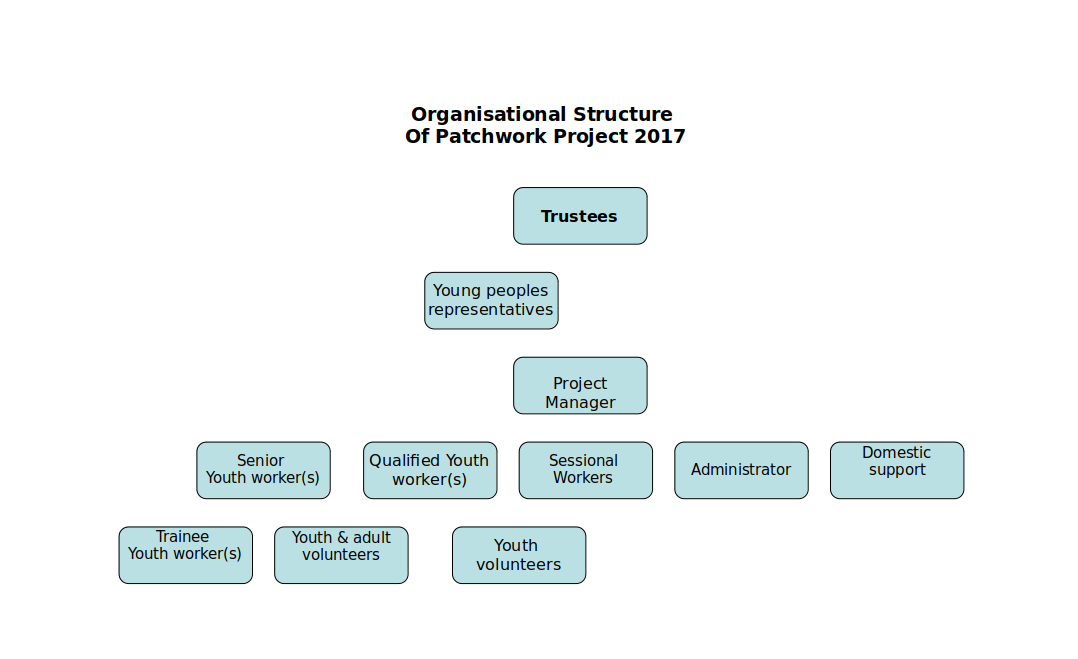 Organisational Structure
Of Patchwork Project 2017
Trustees
Young peoples
representatives
Project
Manager
Senior
Youth worker(s)
Qualified Youth
worker(s)
Sessional
Workers
Administrator
Domestic
support
Trainee
Youth worker(s)
Youth & adult
volunteers
Youth
volunteers